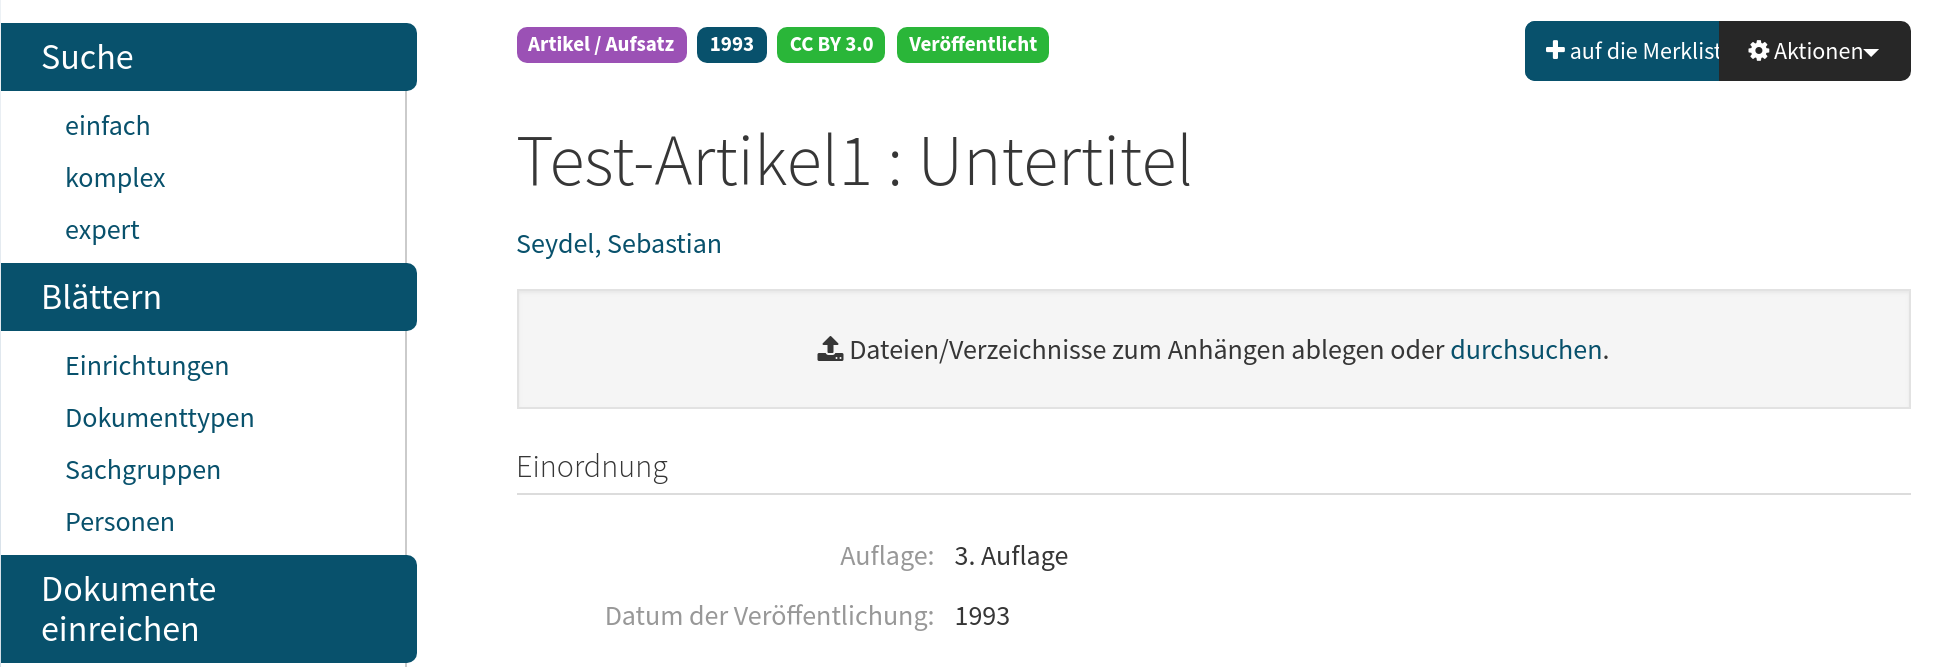 Suche
einfach
komplex
expert
Blättern
Einrichtungen
Dokumenttypen
Sachgruppen
Personen
Dokumente
einreichen
Artikel / Aufsatz 1993 CC BY 3.0 Veröffentlicht
auf die Merklist Aktionen
Test-Artikel1 : Untertitel
Seydel, Sebastian
Dateien/Verzeichnisse zum Anhängen ablegen oder durchsuchen.
Einordnung
Auflage: 3. Auflage
Datum der Veröffentlichung: 1993